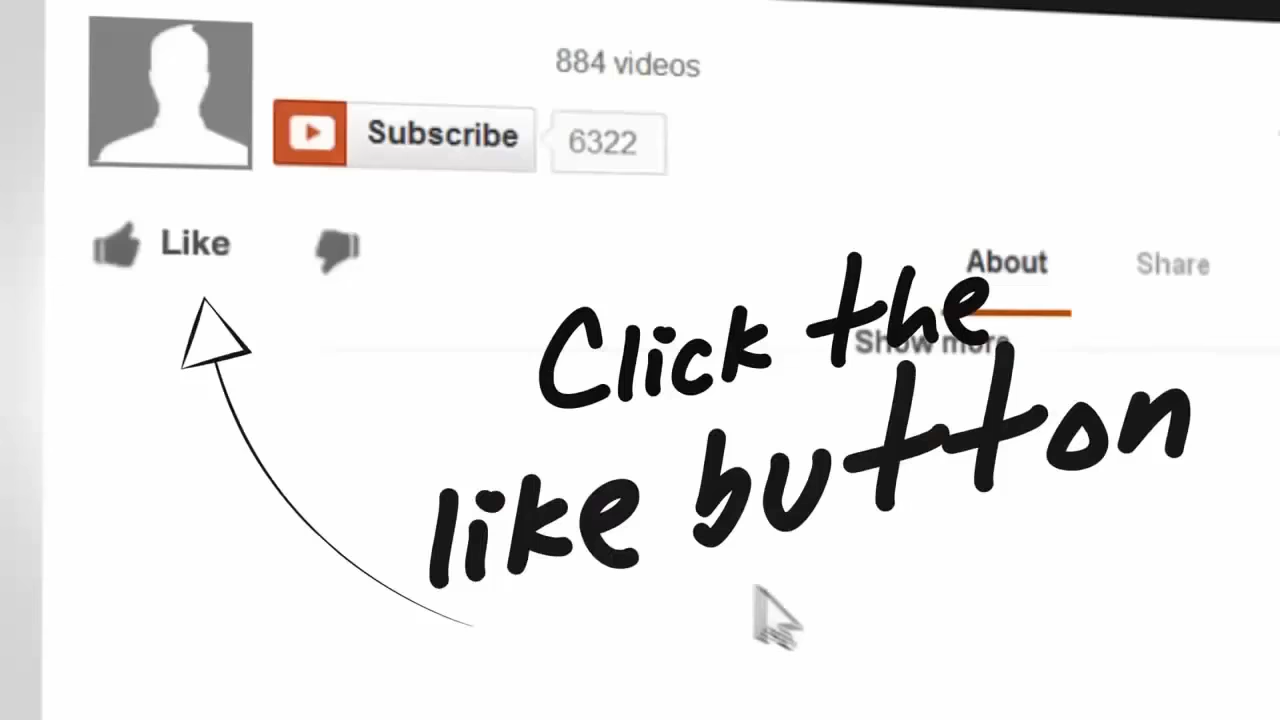 884 videos
Subscribe
6322
Like
About
Share
Show more
Click the
like button